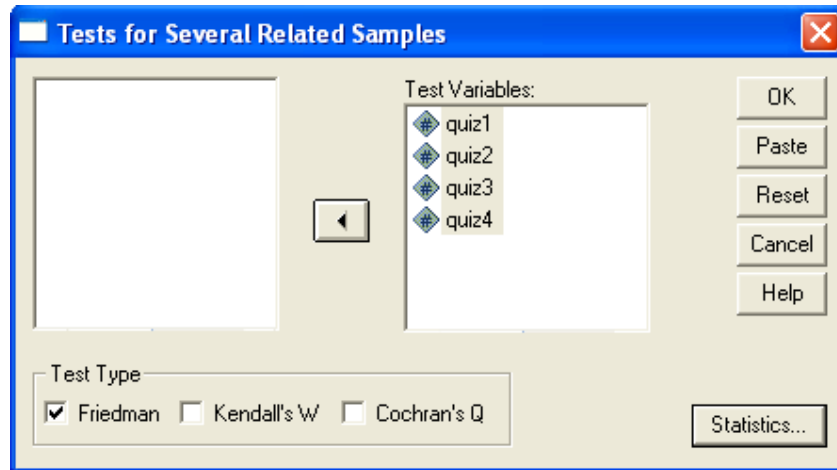 Tests for Several Related Samples
Test Variables:
# quiz1
# quiz2
# quiz3
# quiz4
OK
Paste
Reset
Cancel
Help
Test Type
Friedman
Kendall's W
Cochran's Q
Statistics...